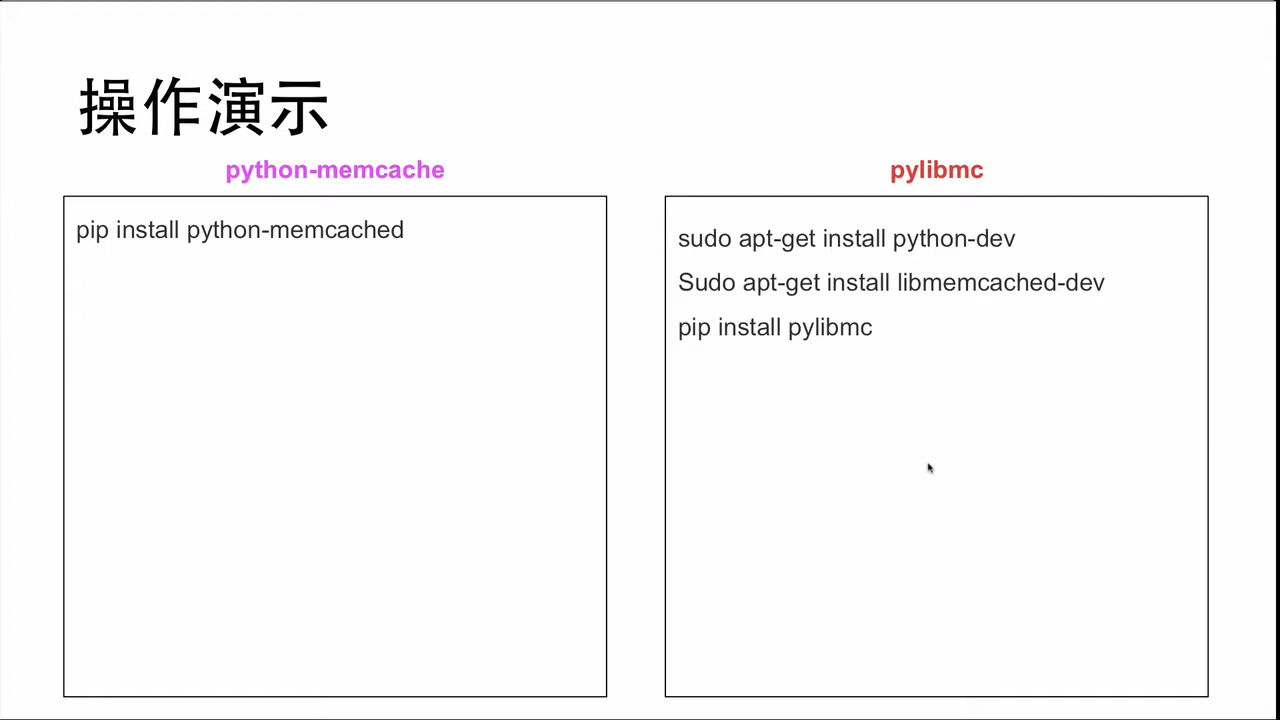 操作演示
python-memcache
pip install python-memcached
pylibmc
sudo apt-get install python-dev
Sudo apt-get install libmemcached-dev
pip install pylibmc